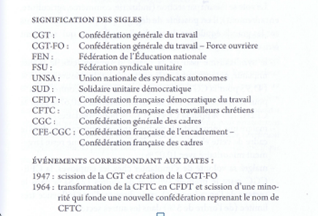 SIGNIFICATION DES SIGLES
CGT : Confédération générale du travail
CGT-FO : Confédération générale du travail – Force ouvrière
FEN : Fédération de l'Éducation nationale
FSU : Fédération syndicale unitaire
UNSA : Union nationale des syndicats autonomes
SUD : Solidaire unitaire démocratique
CFDT : Confédération française démocratique du travail
CFTC : Confédération française des travailleurs chrétiens
CGC : Confédération générale des cadres
CFE-CGC : Confédération française de l'encadrement –
Confédération française des cadres
ÉVÉNEMENTS CORRESPONDANT AUX DATES :
1947 : scission de la CGT et création de la CGT-FO
1964 : transformation de la CFTC en CFDT et scission d'une mino-
rité qui fonde une nouvelle confédération reprenant le nom de
CFTC